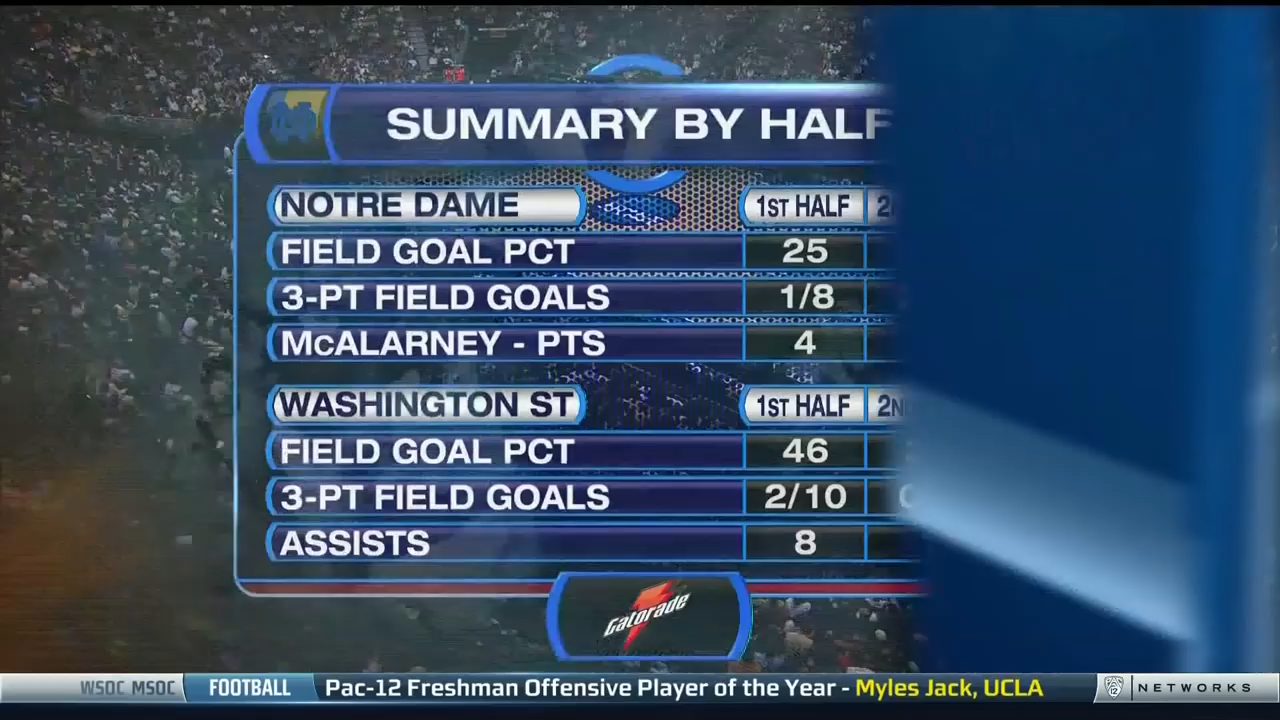 SUMMARY BY HALF
NOTRE DAME 1ST HALF
FIELD GOAL PCT 25
3-PT FIELD GOALS 1/8
McALARNEY - PTS 4
WASHINGTON ST 1ST HALF
FIELD GOAL PCT 46
3-PT FIELD GOALS 2/10
ASSISTS 8
Gatorade
WSOC MSOC FOOTBALL Pac-12 Freshman Offensive Player of the Year - Myles Jack, UCLA NETWORKS